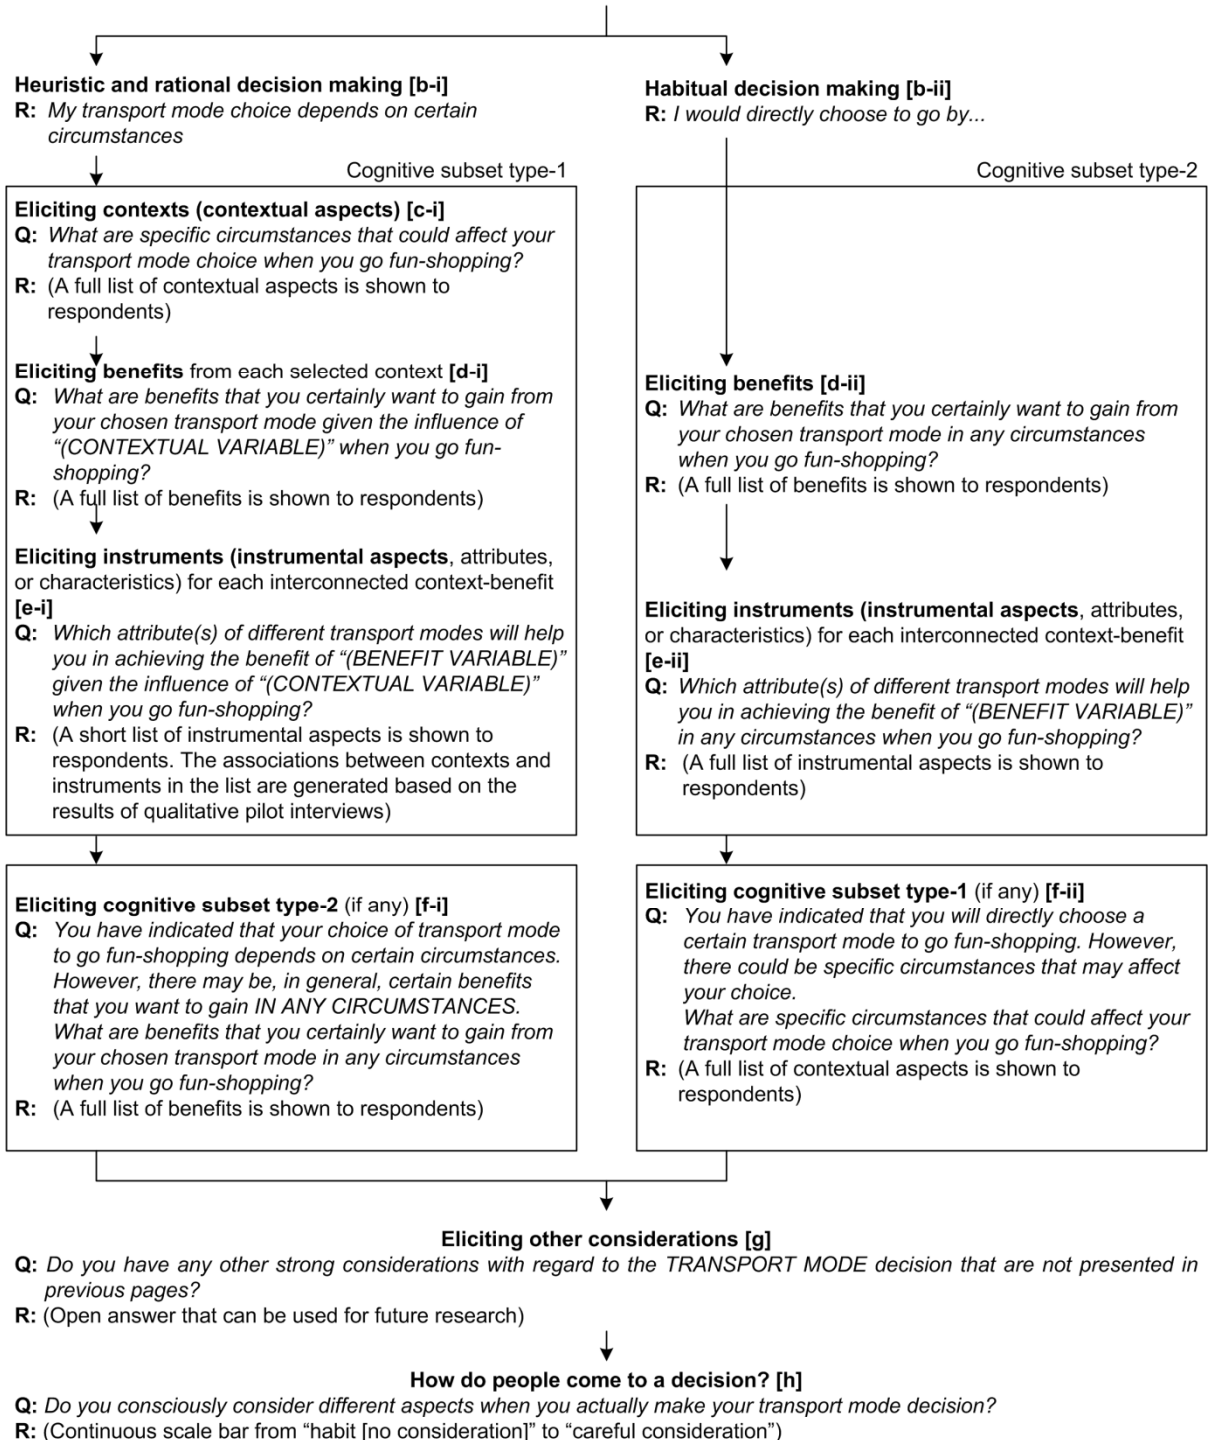 Heuristic and rational decision making [b-i]
R: My transport mode choice depends on certain
circumstances
Cognitive subset type-1
Eliciting contexts (contextual aspects) [c-i]
Q: What are specific circumstances that could affect your
transport mode choice when you go fun-shopping?
R: (A full list of contextual aspects is shown to
respondents)
Eliciting benefits from each selected context [d-i]
Q: What are benefits that you certainly want to gain from
your chosen transport mode given the influence of
“(CONTEXTUAL VARIABLE)” when you go fun-
shopping?
R: (A full list of benefits is shown to respondents)
Eliciting instruments (instrumental aspects, attributes,
or characteristics) for each interconnected context-benefit
[e-i]
Q: Which attribute(s) of different transport modes will help
you in achieving the benefit of “(BENEFIT VARIABLE)”
given the influence of “(CONTEXTUAL VARIABLE)”
when you go fun-shopping?
R: (A short list of instrumental aspects is shown to
respondents. The associations between contexts and
instruments in the list are generated based on the
results of qualitative pilot interviews)
Eliciting cognitive subset type-2 (if any) [f-i]
Q: You have indicated that your choice of transport mode
to go fun-shopping depends on certain circumstances.
However, there may be, in general, certain benefits
that you want to gain IN ANY CIRCUMSTANCES.
What are benefits that you certainly want to gain from
your chosen transport mode in any circumstances
when you go fun-shopping?
R: (A full list of benefits is shown to respondents)
Habitual decision making [b-ii]
R: I would directly choose to go by...
Cognitive subset type-2
Eliciting benefits [d-ii]
Q: What are benefits that you certainly want to gain from
your chosen transport mode in any circumstances
when you go fun-shopping?
R: (A full list of benefits is shown to respondents)
Eliciting instruments (instrumental aspects, attributes,
or characteristics) for each interconnected context-benefit
[e-ii]
Q: Which attribute(s) of different transport modes will help
you in achieving the benefit of “(BENEFIT VARIABLE)”
in any circumstances when you go fun-shopping?
R: (A full list of instrumental aspects is shown to
respondents)
Eliciting cognitive subset type-1 (if any) [f-ii]
Q: You have indicated that you will directly choose a
certain transport mode to go fun-shopping. However,
there could be specific circumstances that may affect
your choice.
What are specific circumstances that could affect your
transport mode choice when you go fun-shopping?
R: (A full list of contextual aspects is shown to
respondents)
Eliciting other considerations [g]
Q: Do you have any other strong considerations with regard to the TRANSPORT MODE decision that are not presented in
previous pages?
R: (Open answer that can be used for future research)
How do people come to a decision? [h]
Q: Do you consciously consider different aspects when you actually make your transport mode decision?
R: (Continuous scale bar from “habit [no consideration]” to “careful consideration”)